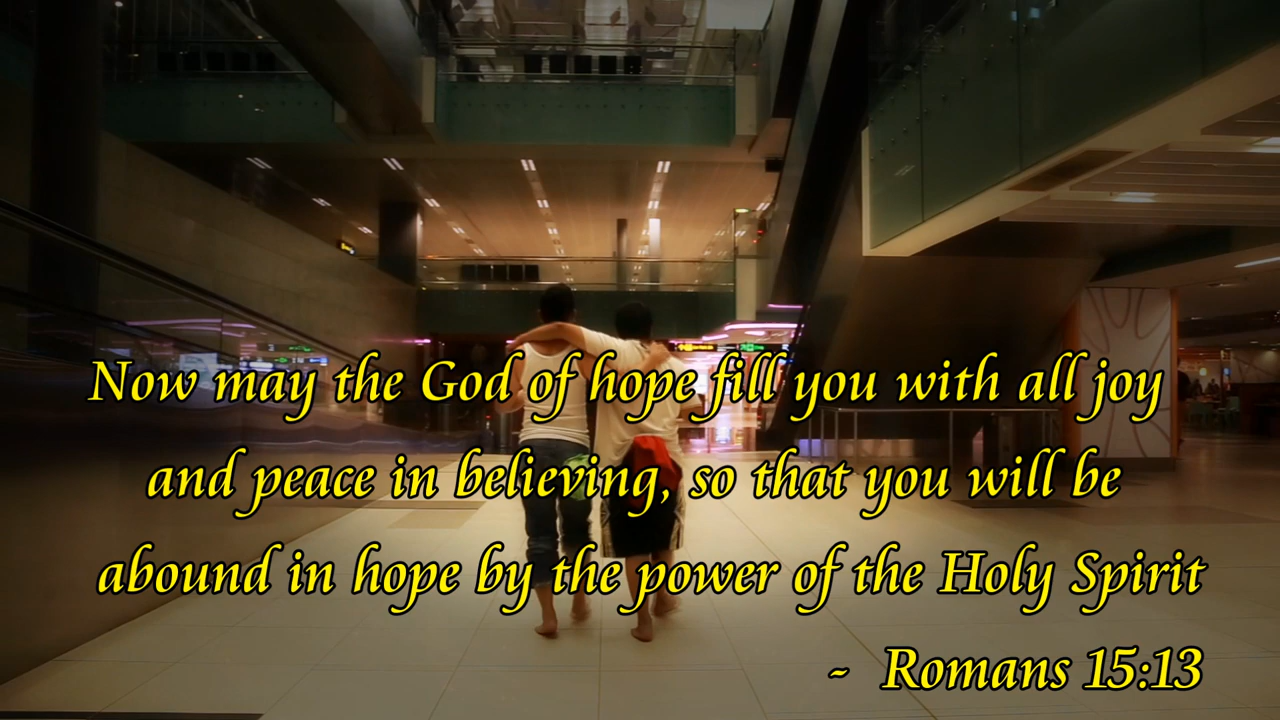 Now may the God of hope fill you with all joy
and peace in believing, so that you will be
abound in hope by the power of the Holy Spirit
- Romans 15:13